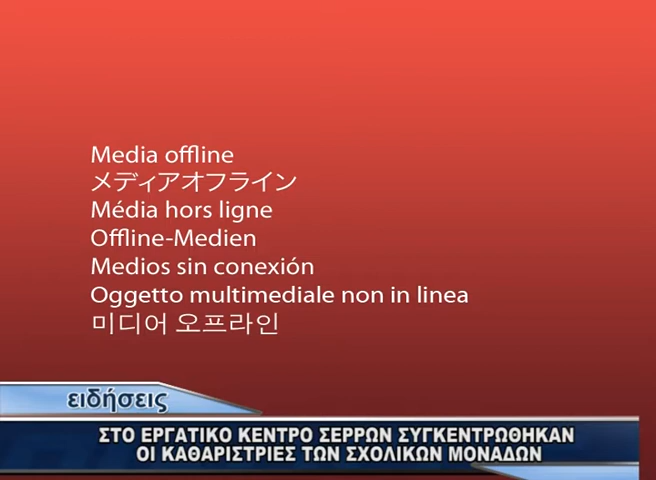 Media offline
メディアオフライン
Média hors ligne
Offline-Medien
Medios sin conexión
Oggetto multimediale non in linea
미디어 오프라인
ειδήσεις
ΣΤΟ ΕΡΓΑΤΙΚΟ ΚΕΝΤΡΟ ΣΕΡΡΩΝ ΣΥΓΚΕΝΤΡΩΘΗΚΑΝ
ΟΙ ΚΑΘΑΡΙΣΤΡΙΕΣ ΤΩΝ ΣΧΟΛΙΚΩΝ ΜΟΝΑΔΩΝ